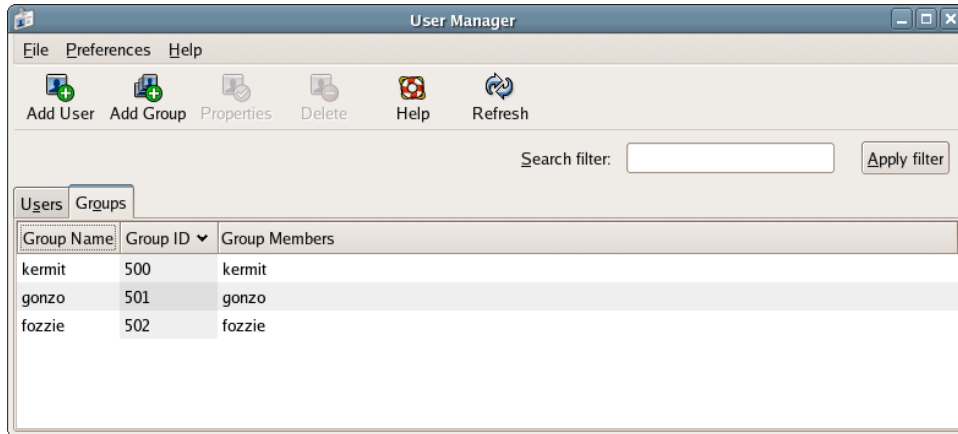 User Manager
File Preferences Help
Add User Add Group Properties Delete Help Refresh
Search filter: Apply filter
Users Groups
Group Name Group ID Group Members
kermit 500 kermit
gonzo 501 gonzo
fozzie 502 fozzie